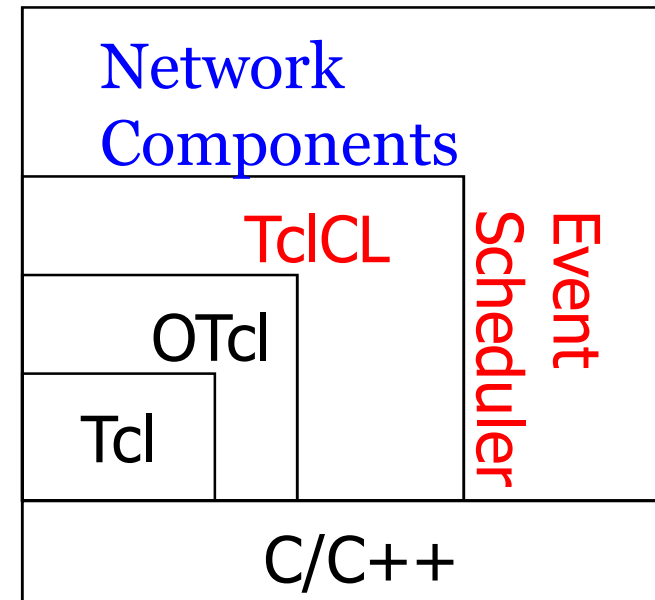 Network
Components
TclCL
Event
Scheduler
OTcl
Tcl
C/C++